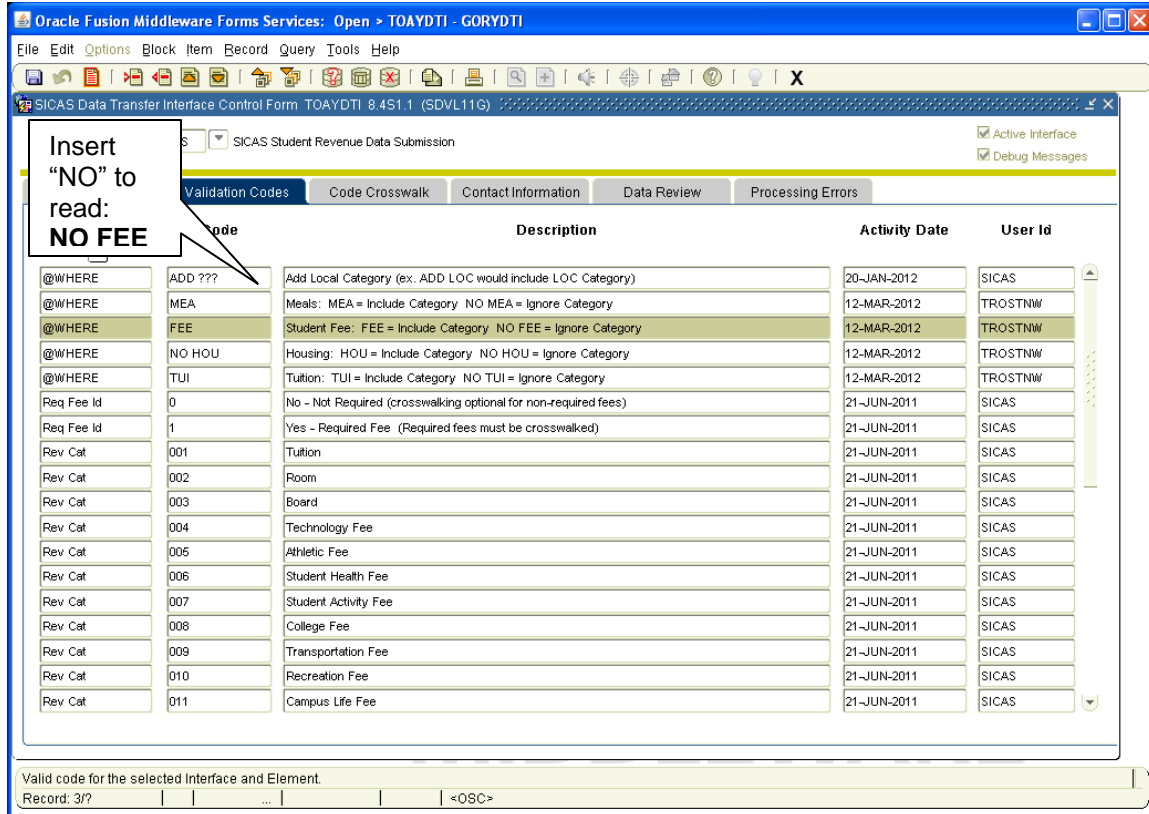 Oracle Fusion Middleware Forms Services: Open > TOAYDTI - GORYDTI
File Edit Options Block Item Record Query Tools Help
X
SICAS Data Transfer Interface Control Form TOAYDTI 8.4S1.1 (SDVL11G)
S SICAS Student Revenue Data Submission Active Interface
Debug Messages
Insert
“NO” to
read:
NO FEE
Validation Codes Code Crosswalk Contact Information Data Review Processing Errors
Code Description Activity Date User Id
@WHERE ADD ??? Add Local Category (ex. ADD LOC would include LOC Category) 20-JAN-2012 SICAS
@WHERE MEA Meals: MEA = Include Category NO MEA = Ignore Category 12-MAR-2012 TROSTNW
@WHERE FEE Student Fee: FEE = Include Category NO FEE = Ignore Category 12-MAR-2012 TROSTNW
@WHERE NO HOU Housing: HOU = Include Category NO HOU = Ignore Category 12-MAR-2012 TROSTNW
@WHERE TUI Tuition: TUI = Include Category NO TUI = Ignore Category 12-MAR-2012 TROSTNW
Req Fee Id 0 No - Not Required (crosswalking optional for non-required fees) 21-JUN-2011 SICAS
Req Fee Id 1 Yes - Required Fee (Required fees must be crosswalked) 21-JUN-2011 SICAS
Rev Cat 001 Tuition 21-JUN-2011 SICAS
Rev Cat 002 Room 21-JUN-2011 SICAS
Rev Cat 003 Board 21-JUN-2011 SICAS
Rev Cat 004 Technology Fee 21-JUN-2011 SICAS
Rev Cat 005 Athletic Fee 21-JUN-2011 SICAS
Rev Cat 006 Student Health Fee 21-JUN-2011 SICAS
Rev Cat 007 Student Activity Fee 21-JUN-2011 SICAS
Rev Cat 008 College Fee 21-JUN-2011 SICAS
Rev Cat 009 Transportation Fee 21-JUN-2011 SICAS
Rev Cat 010 Recreation Fee 21-JUN-2011 SICAS
Rev Cat 011 Campus Life Fee 21-JUN-2011 SICAS
Valid code for the selected Interface and Element.
Record: 3/? ... <OSC>